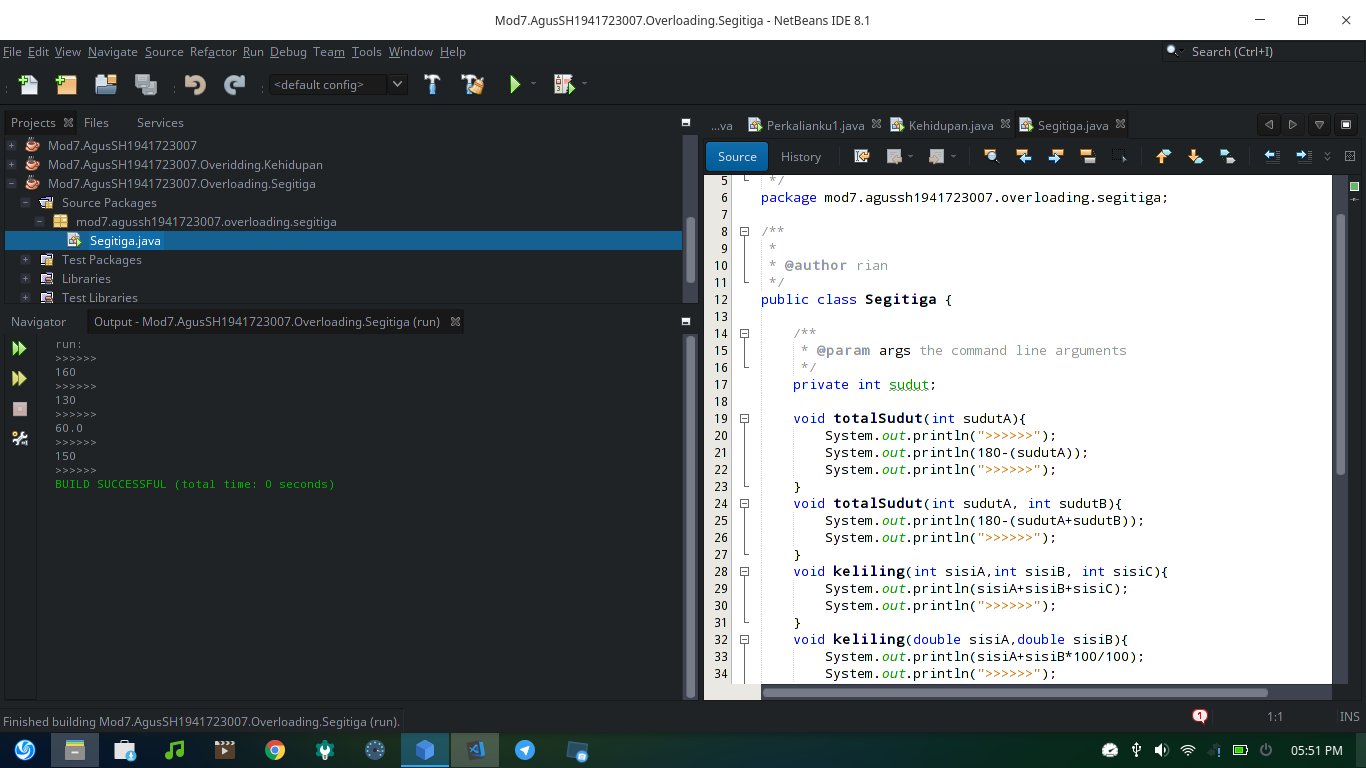 Mod7.AgusSH1941723007.Overloading.Segitiga - NetBeans IDE 8.1
File Edit View Navigate Source Refactor Run Debug Team Tools Window Help
Search (Ctrl+I)
<default config>
Projects Files Services
Mod7.AgusSH1941723007
Mod7.AgusSH1941723007.Overidding.Kehidupan
Mod7.AgusSH1941723007.Overloading.Segitiga
Source Packages
mod7.agussh1941723007.overloading.segitiga
Segitiga.java
Test Packages
Libraries
Test Libraries
Navigator Output - Mod7.AgusSH1941723007.Overloading.Segitiga (run)
run:
>>>>>>
160
>>>>>>
130
>>>>>>
60.0
>>>>>>
150
>>>>>>
BUILD SUCCESSFUL (total time: 0 seconds)
...va Perkalianku1.java Kehidupan.java Segitiga.java
Source History
5 */
6 package mod7.agussh1941723007.overloading.segitiga;
7
8 /**
9 *
10 * @author rian
11 */
12 public class Segitiga {
13
14 /**
15 * @param args the command line arguments
16 */
17 private int sudut;
18
19 void totalSudut(int sudutA){
20 System.out.println(">>>>>>");
21 System.out.println(180-(sudutA));
22 System.out.println(">>>>>>");
23 }
24 void totalSudut(int sudutA, int sudutB){
25 System.out.println(180-(sudutA+sudutB));
26 System.out.println(">>>>>>");
27 }
28 void keliling(int sisiA,int sisiB, int sisiC){
29 System.out.println(sisiA+sisiB+sisiC);
30 System.out.println(">>>>>>");
31 }
32 void keliling(double sisiA,double sisiB){
33 System.out.println(sisiA+sisiB*100/100);
34 System.out.println(">>>>>>");
Finished building Mod7.AgusSH1941723007.Overloading.Segitiga (run).
1 1:1 INS
05:51 PM